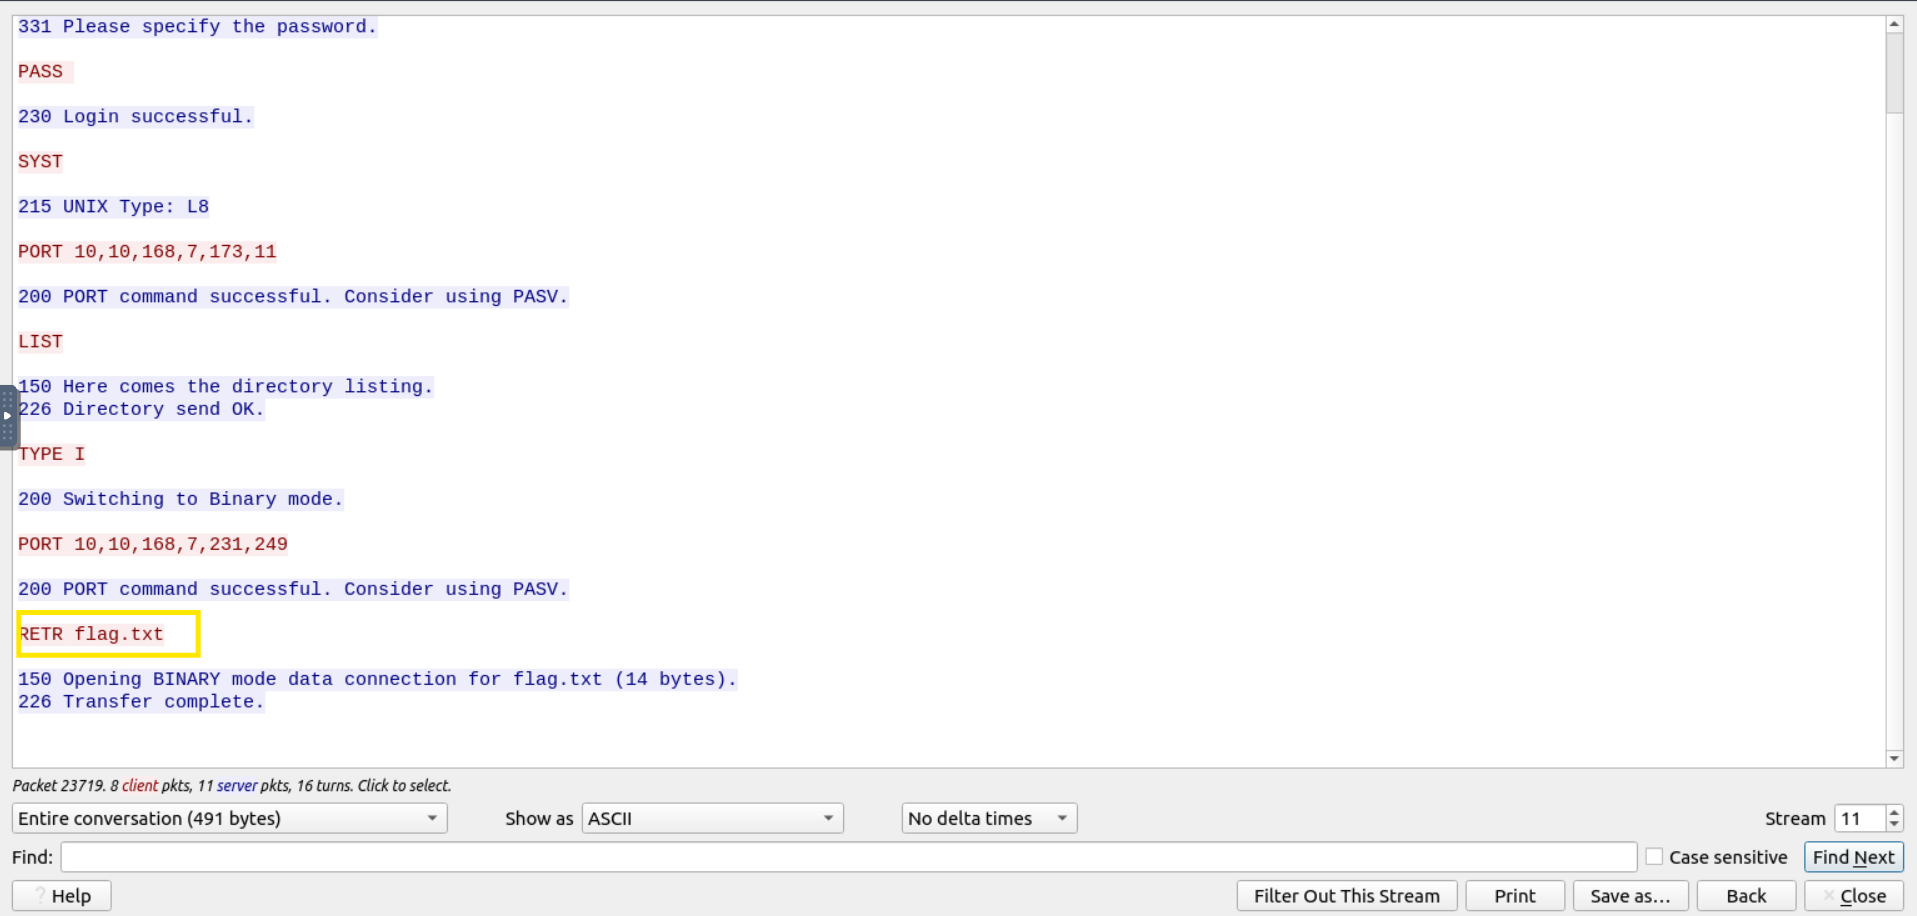 331 Please specify the password.
PASS
230 Login successful.
SYST
215 UNIX Type: L8
PORT 10,10,168,7,173,11
200 PORT command successful. Consider using PASV.
LIST
150 Here comes the directory listing.
226 Directory send OK.
TYPE I
200 Switching to Binary mode.
PORT 10,10,168,7,231,249
200 PORT command successful. Consider using PASV.
RETR flag.txt
150 Opening BINARY mode data connection for flag.txt (14 bytes).
226 Transfer complete.
Packet 23719. 8 client pkts, 11 server pkts, 16 turns. Click to select.
Entire conversation (491 bytes) Show as ASCII No delta times Stream 11
Find: Case sensitive Find Next
? Help Filter Out This Stream Print Save as... Back × Close